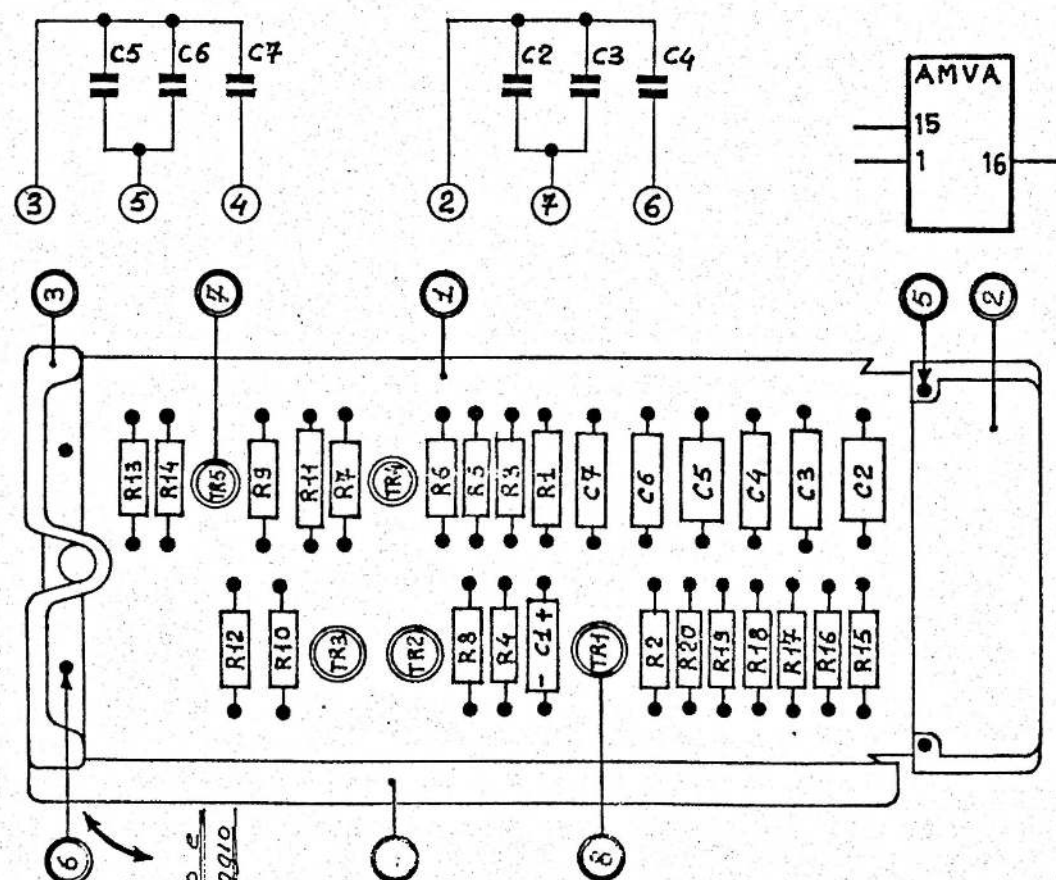 C5 C6 C7
C2 C3 C4
AMVA
15
1 16
3 5 4
2 7 6
3 7 1 5 2
R13 R14 TR5 R9 R11 R7 TR4 R6 R5 R3 R1 C7 C6 C5 C4 C3 C2
R12 R10 TR3 TR2 R8 R4 - C1 + TR1 R2 R20 R19 R18 R17 R16 R15
6 8